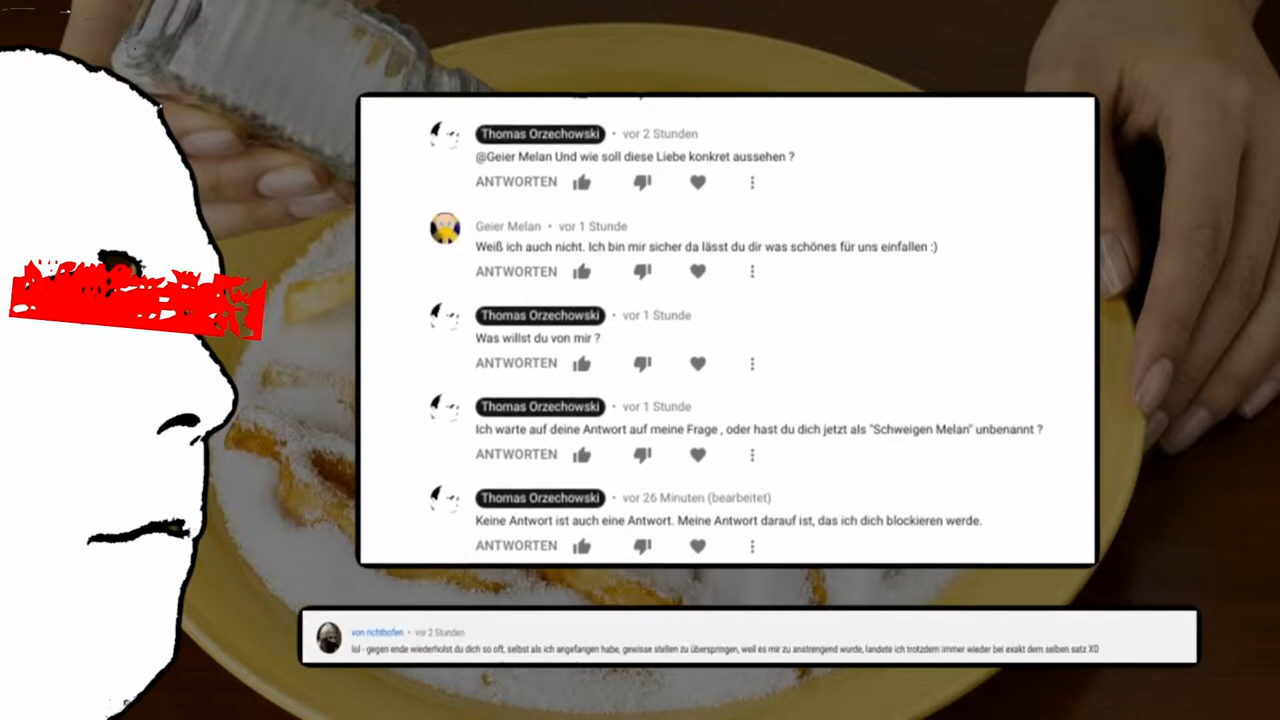 Thomas Orzechowski • vor 2 Stunden
@Geier Melan Und wie soll diese Liebe konkret aussehen ?
ANTWORTEN
Geier Melan • vor 1 Stunde
Weiß ich auch nicht. Ich bin mir sicher da lässt du dir was schönes für uns einfallen :)
ANTWORTEN
Thomas Orzechowski • vor 1 Stunde
Was willst du von mir ?
ANTWORTEN
Thomas Orzechowski • vor 1 Stunde
Ich warte auf deine Antwort auf meine Frage , oder hast du dich jetzt als "Schweigen Melan" unbenannt ?
ANTWORTEN
Thomas Orzechowski • vor 26 Minuten (bearbeitet)
Keine Antwort ist auch eine Antwort. Meine Antwort darauf ist, das ich dich blockieren werde.
ANTWORTEN
von richthofen • vor 2 Stunden
lol - gegen ende wiederholst du dich so oft, selbst als ich angefangen habe, gewisse stellen zu überspringen, weil es mir zu anstrengend wurde, landete ich trotzdem immer wieder bei exakt dem selben satz XD